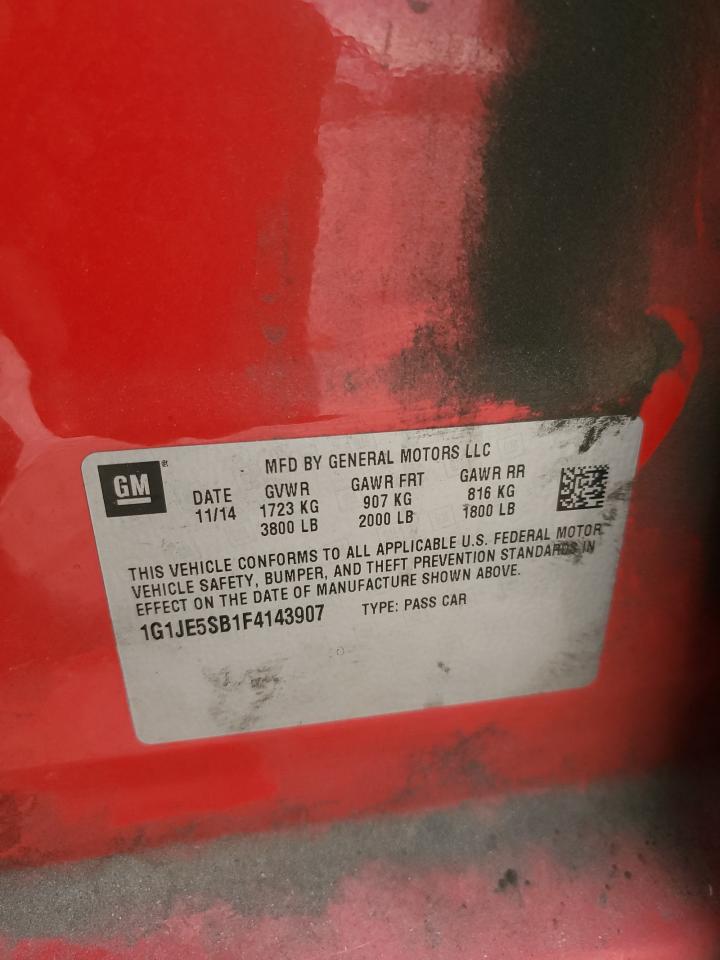 GM
MFD BY GENERAL MOTORS LLC
DATE GVWR GAWR FRT GAWR RR
11/14 1723 KG 907 KG 816 KG
3800 LB 2000 LB 1800 LB
THIS VEHICLE CONFORMS TO ALL APPLICABLE U.S. FEDERAL MOTOR
VEHICLE SAFETY, BUMPER, AND THEFT PREVENTION STANDARDS IN
EFFECT ON THE DATE OF MANUFACTURE SHOWN ABOVE.
1G1JE5SB1F4143907 TYPE: PASS CAR